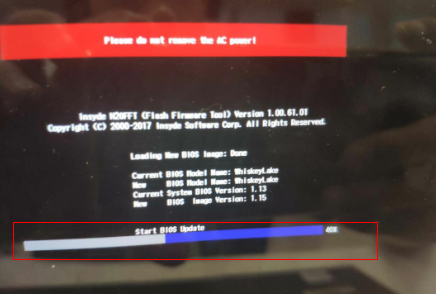 Please do not remove the AC power!
Insyde H2OFFT (Flash Firmware Tool) Version 1.00.61.01
Copyright (C) 2000-2017 Insyde Software Corp. All Rights Reserved.
Loading New BIOS Image: Done
Current BIOS Model Name: WhiskeyLake
New BIOS Model Name: WhiskeyLake
Current System BIOS Version: 1.13
New BIOS Image Version: 1.15
Start BIOS Update